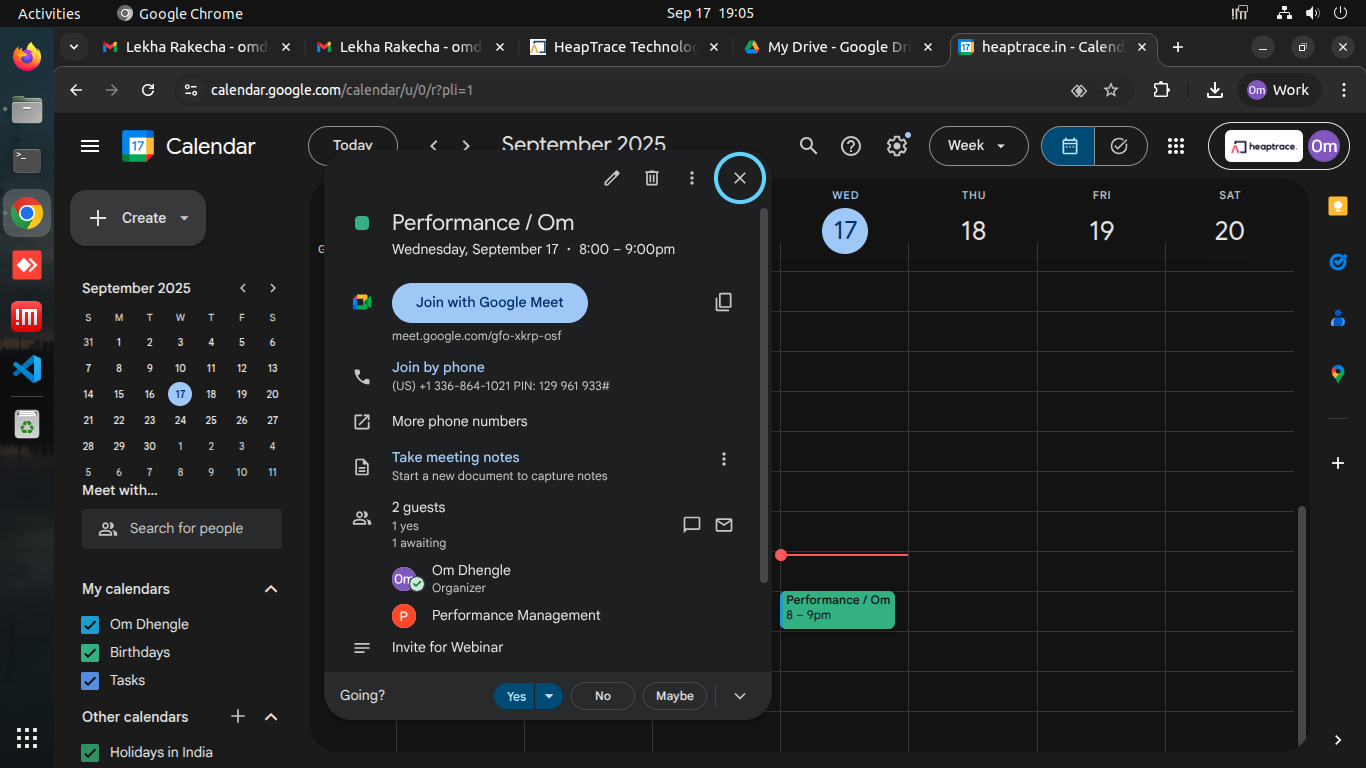 Activities
Google Chrome
Sep 17 19:05
Lekha Rakecha - omd
Lekha Rakecha - omd
HeapTrace Technolog
My Drive - Google Dri
heaptrace.in - Calend
calendar.google.com/calendar/u/0/r?pli=1
Om
Work
17
Calendar
Today
September 2025
Week
heaptrace.
Om
Create
September 2025
S M T W T F S
31 1 2 3 4 5 6
7 8 9 10 11 12 13
14 15 16 17 18 19 20
21 22 23 24 25 26 27
28 29 30 1 2 3 4
5 6 7 8 9 10 11
Meet with...
Search for people
My calendars
Om Dhengle
Birthdays
Tasks
Other calendars
Holidays in India
Performance / Om
Wednesday, September 17 · 8:00 – 9:00pm
Join with Google Meet
meet.google.com/gfo-xkrp-osf
Join by phone
(US) +1 336-864-1021 PIN: 129 961 933#
More phone numbers
Take meeting notes
Start a new document to capture notes
2 guests
1 yes
1 awaiting
Om
Om Dhengle
Organizer
P
Performance Management
Invite for Webinar
Going?
Yes
No
Maybe
WED THU FRI SAT
17 18 19 20
Performance / Om
8 – 9pm